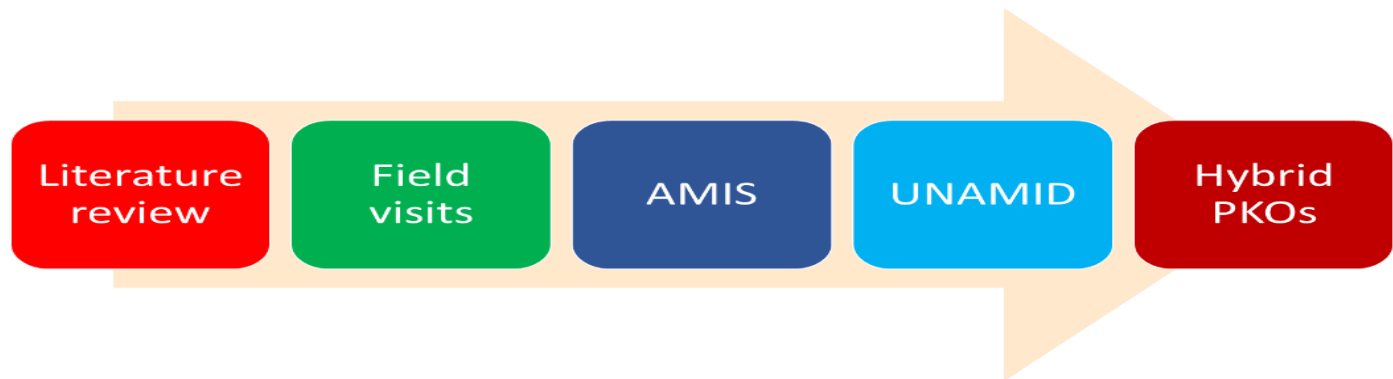 Literature
review
Field
visits
AMIS
UNAMID
Hybrid
PKOs